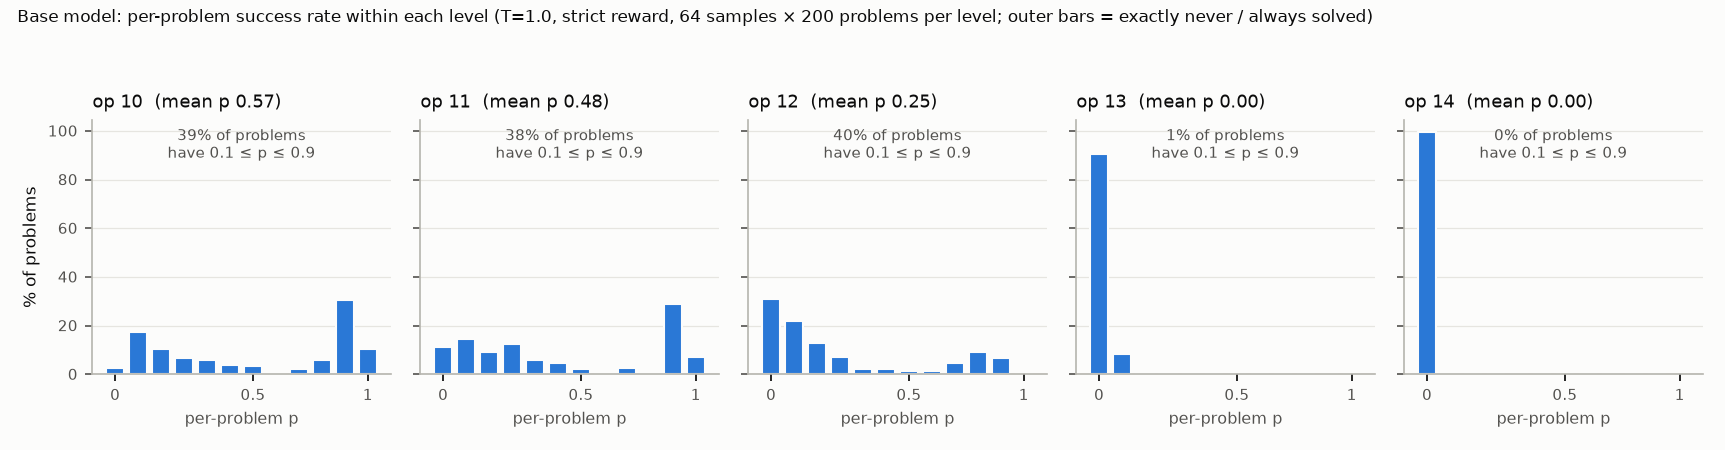 Base model: per-problem success rate within each level (T=1.0, strict reward, 64 samples × 200 problems per level; outer bars = exactly never / always solved)
op 10 (mean p 0.57)
39% of problems
have 0.1 ≤ p ≤ 0.9
100
80
60
40
20
0
% of problems
0
0.5
1
per-problem p
op 11 (mean p 0.48)
38% of problems
have 0.1 ≤ p ≤ 0.9
0
0.5
1
per-problem p
op 12 (mean p 0.25)
40% of problems
have 0.1 ≤ p ≤ 0.9
0
0.5
1
per-problem p
op 13 (mean p 0.00)
1% of problems
have 0.1 ≤ p ≤ 0.9
0
0.5
1
per-problem p
op 14 (mean p 0.00)
0% of problems
have 0.1 ≤ p ≤ 0.9
0
0.5
1
per-problem p